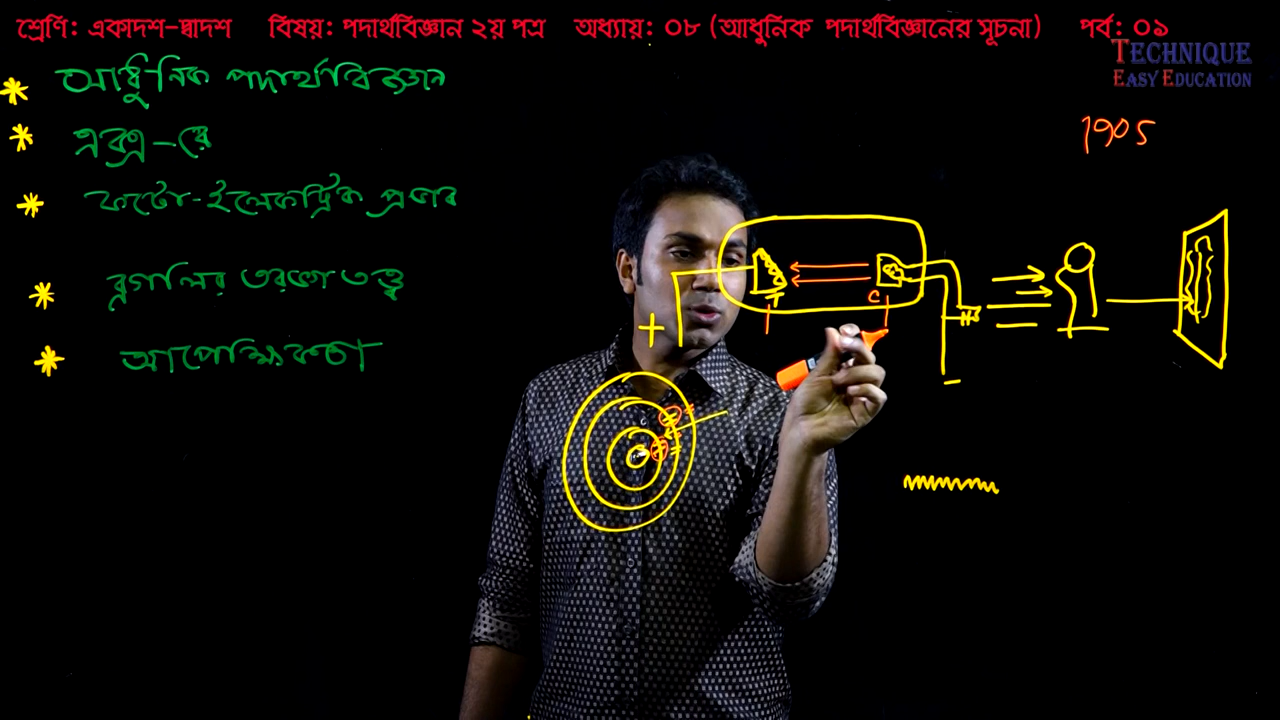 শ্রেণি: একাদশ-দ্বাদশ বিষয়: পদার্থবিজ্ঞান ২য় পত্র অধ্যায়: ০৮ (আধুনিক পদার্থবিজ্ঞানের সূচনা) পর্ব: ০১
TECHNIQUE
EASY EDUCATION
আধুনিক পদার্থবিজ্ঞান
1905
এক্স-রে
ফটো-ইলেকট্রিক প্রভাব
ব্রগলির তরঙ্গ তত্ত্ব
আপেক্ষিকতা
T
C
+